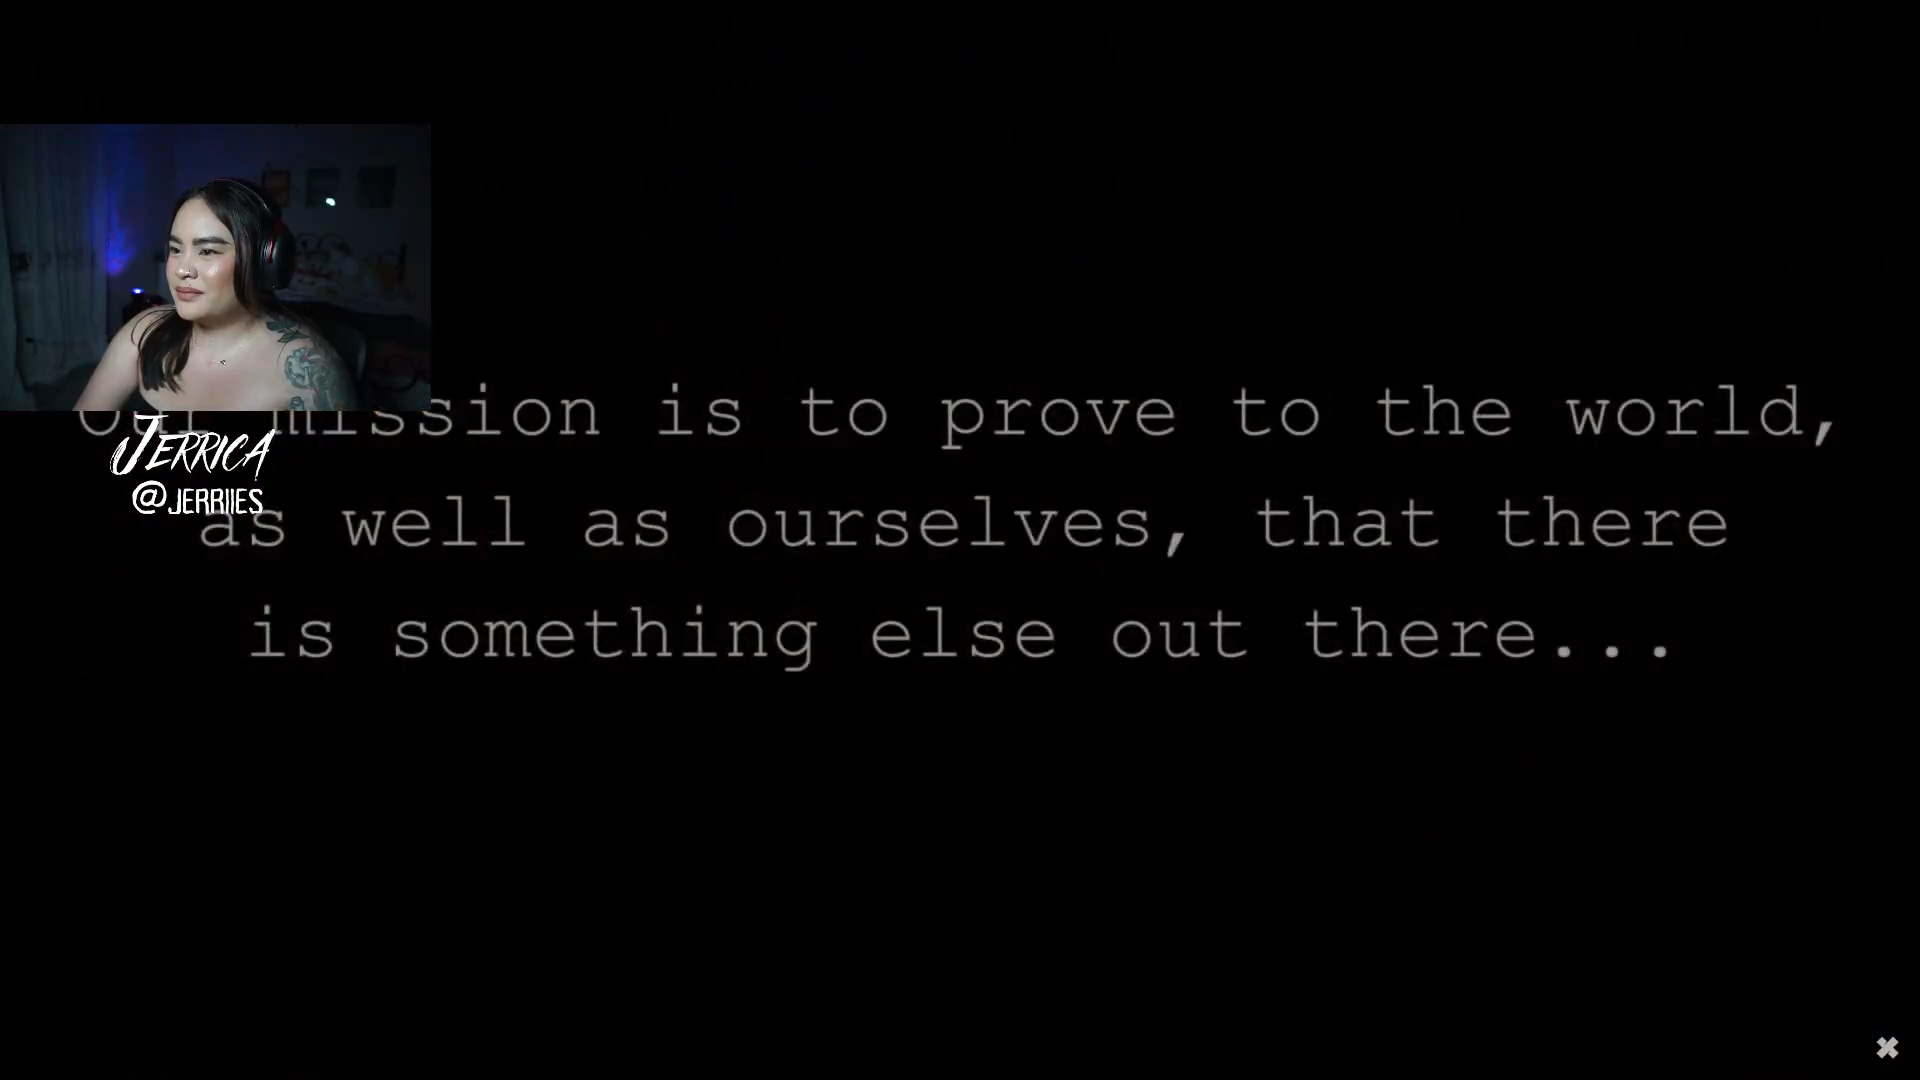 Our mission is to prove to the world,
JERRICA
@JERRIIES
as well as ourselves, that there
is something else out there...